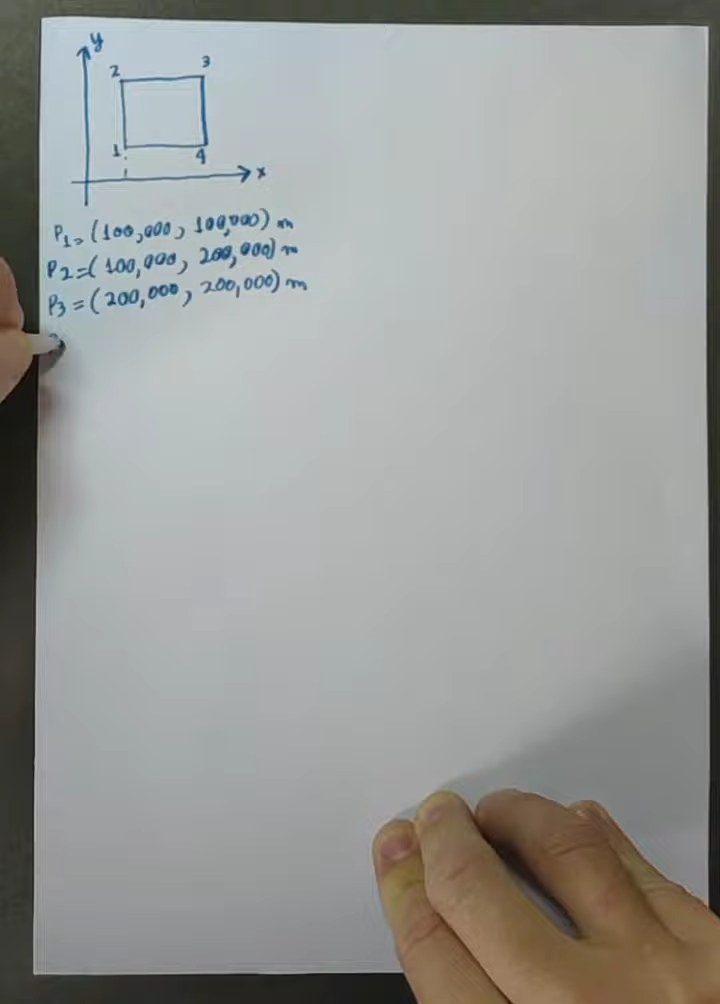 y
2 3
1 4
x
P1=(100,000, 100,000) m
P2=(100,000, 200,000) m
P3=(200,000, 200,000) m